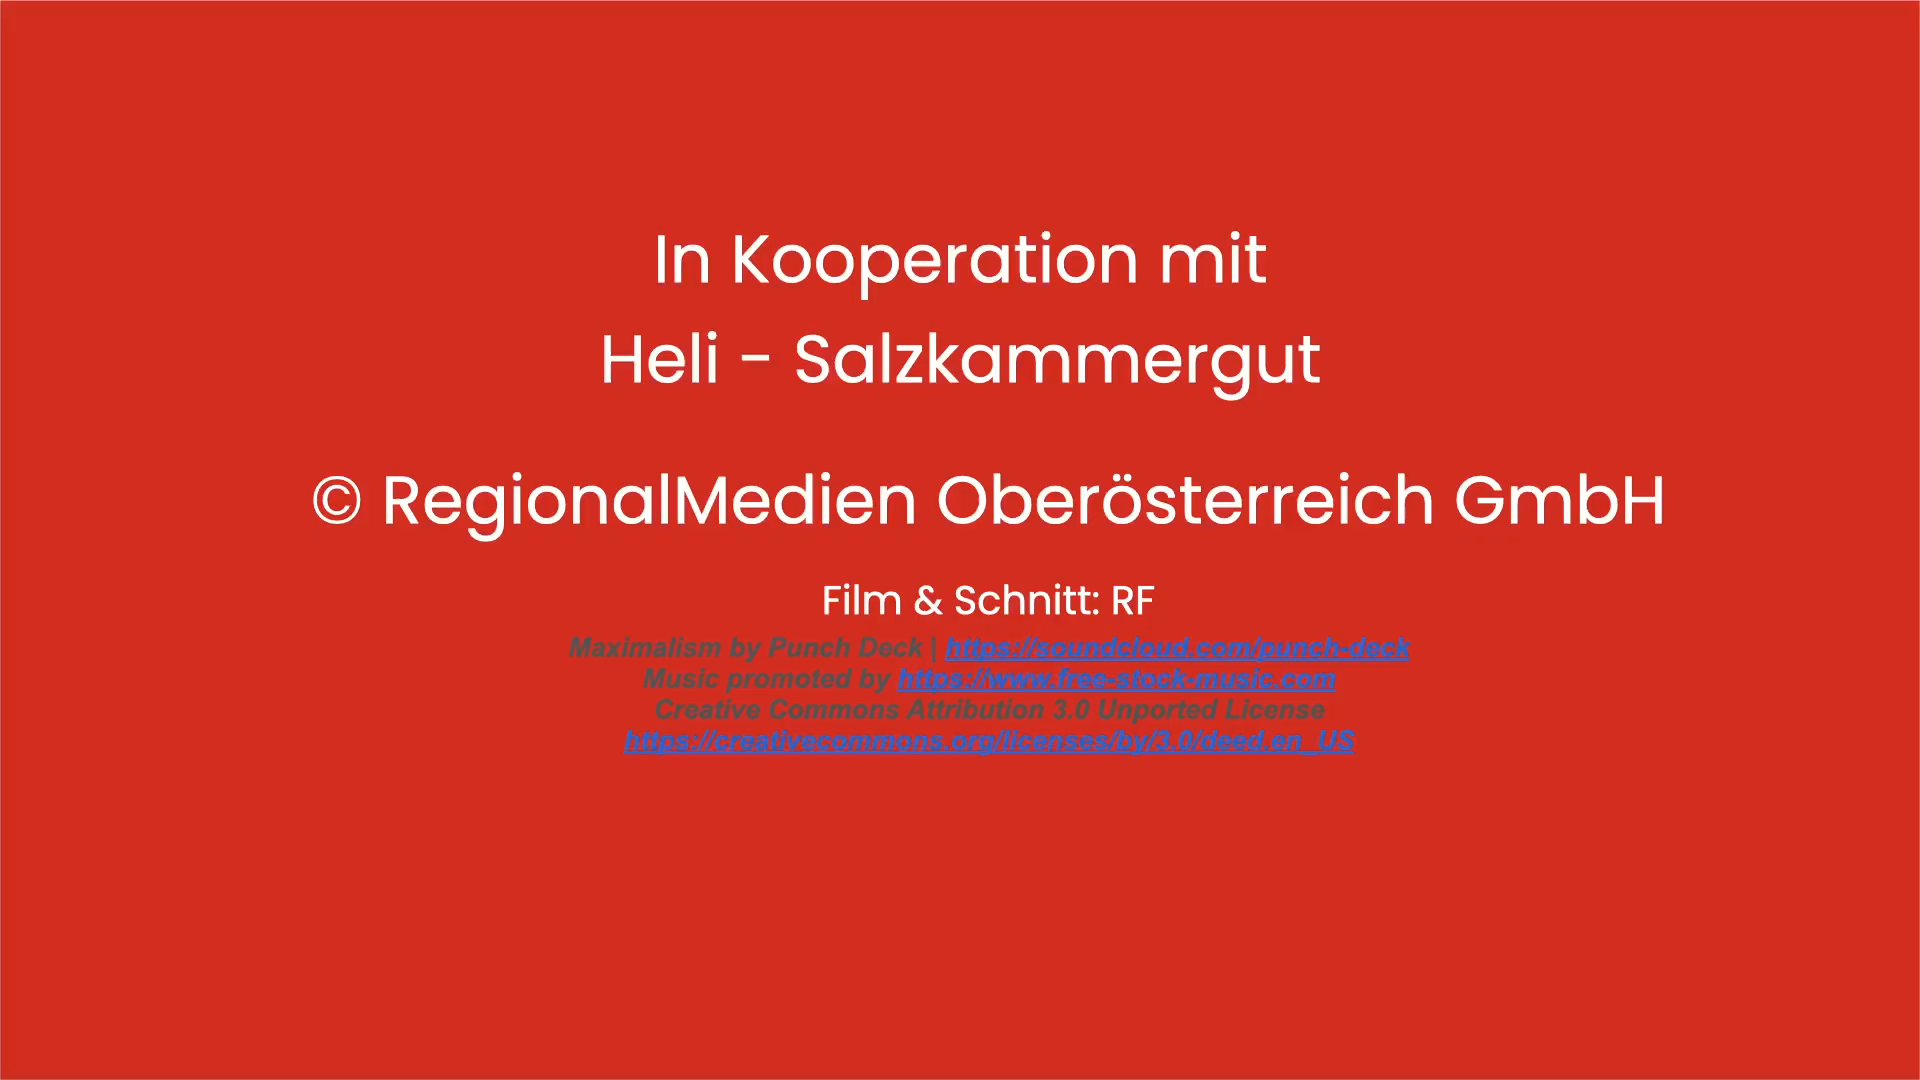 In Kooperation mit
Heli - Salzkammergut
© RegionalMedien Oberösterreich GmbH
Film & Schnitt: RF
Maximalism by Punch Deck | https://soundcloud.com/punch-deck
Music promoted by https://www.free-stock-music.com
Creative Commons Attribution 3.0 Unported License
https://creativecommons.org/licenses/by/3.0/deed.en_US